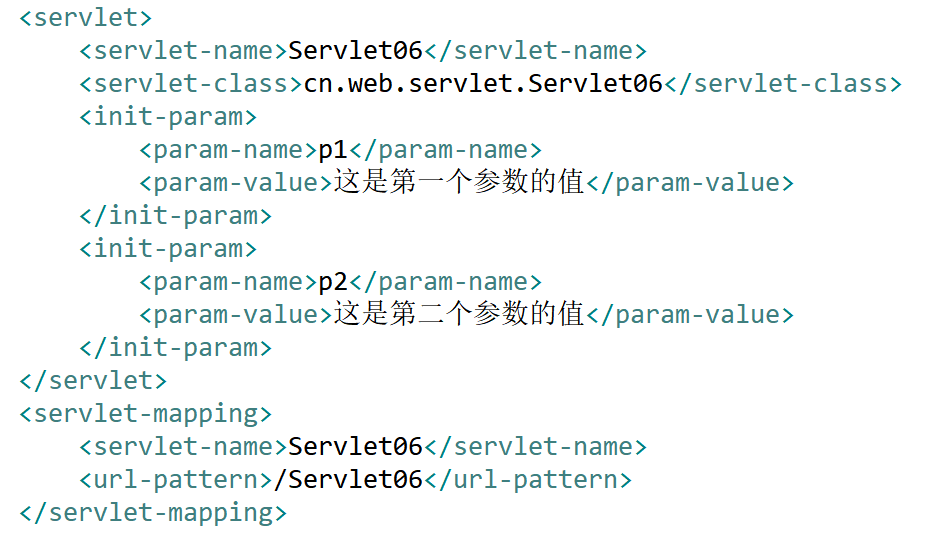 <servlet>
    <servlet-name>Servlet06</servlet-name>
    <servlet-class>cn.web.servlet.Servlet06</servlet-class>
    <init-param>
        <param-name>p1</param-name>
        <param-value>这是第一个参数的值</param-value>
    </init-param>
    <init-param>
        <param-name>p2</param-name>
        <param-value>这是第二个参数的值</param-value>
    </init-param>
</servlet>
<servlet-mapping>
    <servlet-name>Servlet06</servlet-name>
    <url-pattern>/Servlet06</url-pattern>
</servlet-mapping>